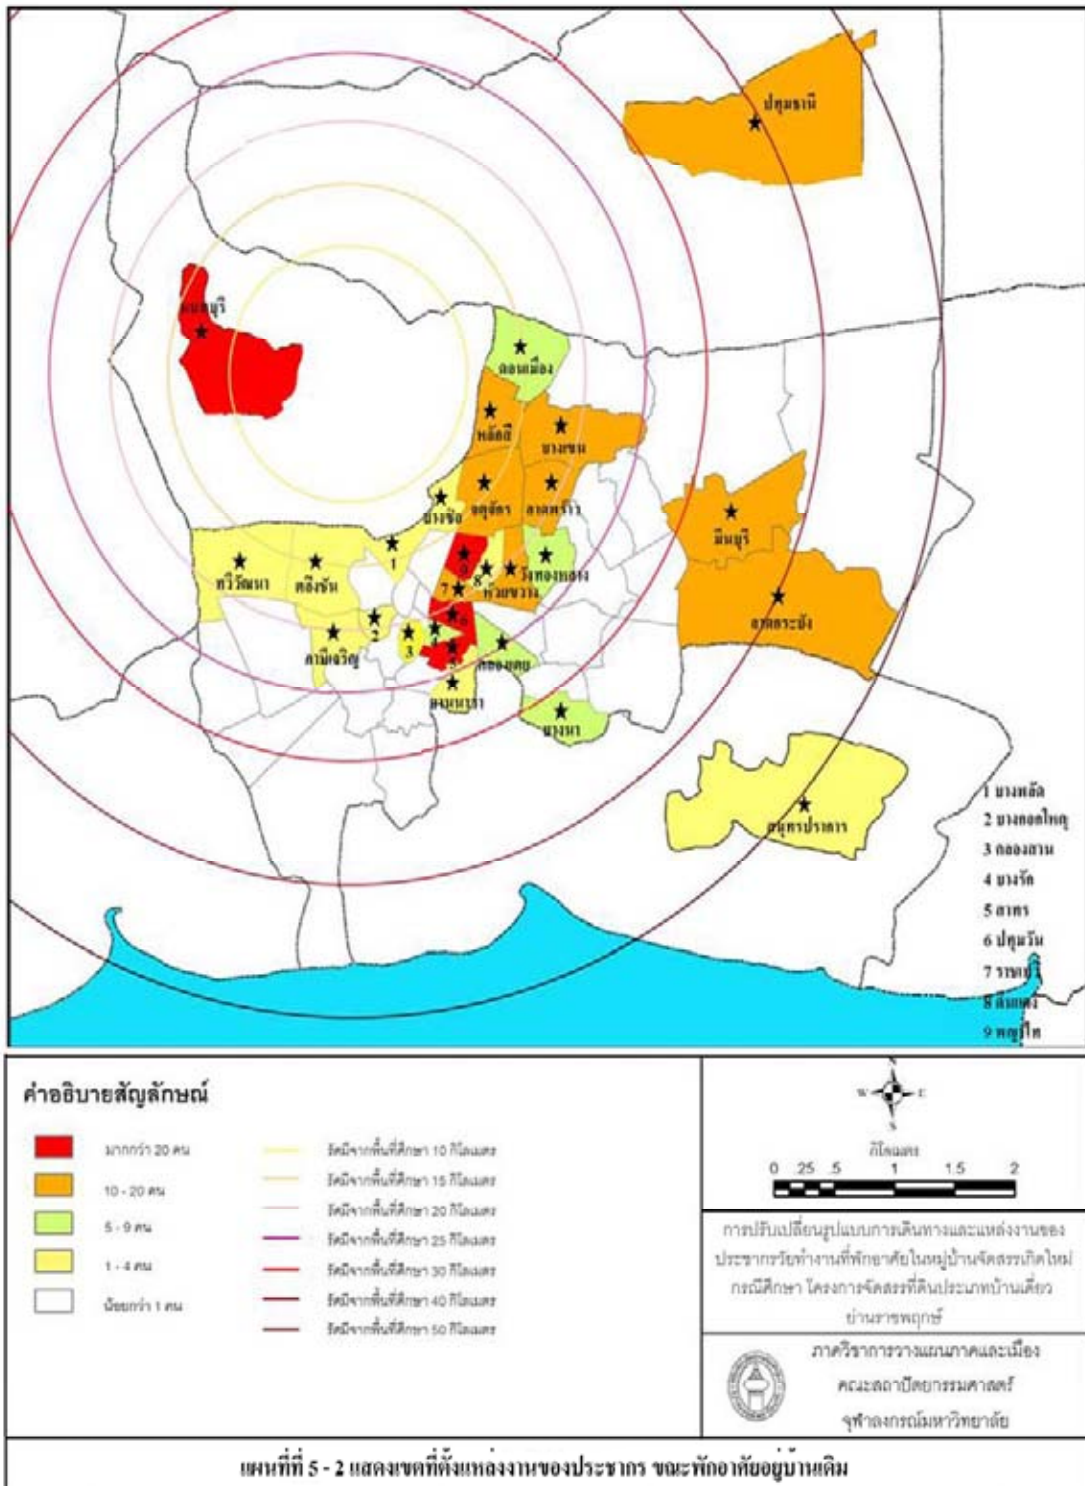 ปทุมธานี
นนทบุรี
ดอนเมือง
หลักสี่
บางเขน
จตุจักร
ลาดพร้าว
บางซื่อ
มีนบุรี
1
9
8
ทวีวัฒนา
ตลิ่งชัน
ห้วยขวาง
วังทองหลาง
7
ลาดกระบัง
2
6
ภาษีเจริญ
3
4
5
คลองเตย
ยานนาวา
บางนา
สมุทรปราการ
1 บางพลัด
2 บางกอกใหญ่
3 คลองสาน
4 บางรัก
5 สาทร
6 ปทุมวัน
7 ราชเทวี
8 ดินแดง
9 พญาไท
คำอธิบายสัญลักษณ์
มากกว่า 20 คน
10 - 20 คน
5 - 9 คน
1 - 4 คน
น้อยกว่า 1 คน
รัศมีจากพื้นที่ศึกษา 10 กิโลเมตร
รัศมีจากพื้นที่ศึกษา 15 กิโลเมตร
รัศมีจากพื้นที่ศึกษา 20 กิโลเมตร
รัศมีจากพื้นที่ศึกษา 25 กิโลเมตร
รัศมีจากพื้นที่ศึกษา 30 กิโลเมตร
รัศมีจากพื้นที่ศึกษา 40 กิโลเมตร
รัศมีจากพื้นที่ศึกษา 50 กิโลเมตร
N
W E
S
กิโลเมตร
0 .25 .5 1 1.5 2
การปรับเปลี่ยนรูปแบบการเดินทางและแหล่งงานของ
ประชากรวัยทำงานที่พักอาศัยในหมู่บ้านจัดสรรเกิดใหม่
กรณีศึกษา โครงการจัดสรรที่ดินประเภทบ้านเดี่ยว
ย่านราชพฤกษ์
ภาควิชาการวางแผนภาคและเมือง
คณะสถาปัตยกรรมศาสตร์
จุฬาลงกรณ์มหาวิทยาลัย
แผนที่ที่ 5 - 2 แสดงเขตที่ตั้งแหล่งงานของประชากร ขณะพักอาศัยอยู่บ้านเดิม